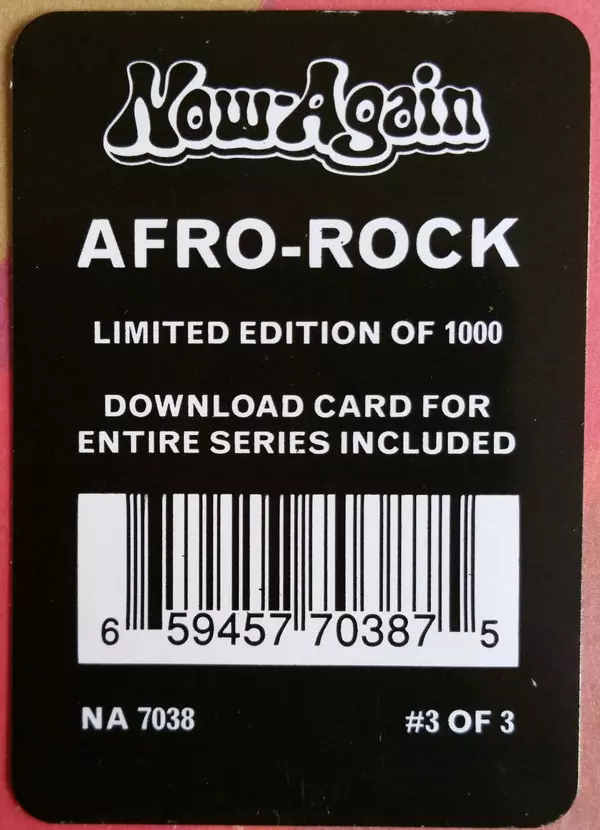 Now-Again
AFRO-ROCK
LIMITED EDITION OF 1000
DOWNLOAD CARD FOR
ENTIRE SERIES INCLUDED
6 59457 70387 5
NA 7038
#3 OF 3